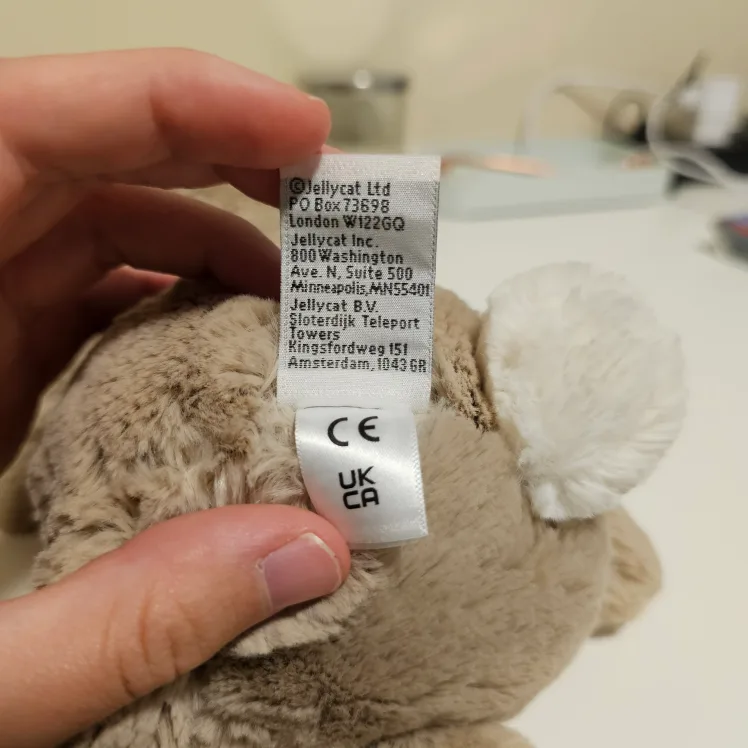 ©Jellycat Ltd
PO Box 73698
London W122GQ
Jellycat Inc.
800 Washington
Ave. N, Suite 500
Minneapolis,MN55401
Jellycat B.V.
Sloterdijk Teleport
Towers
Kingsfordweg 151
Amsterdam, 1043 GR
CE
UK
CA